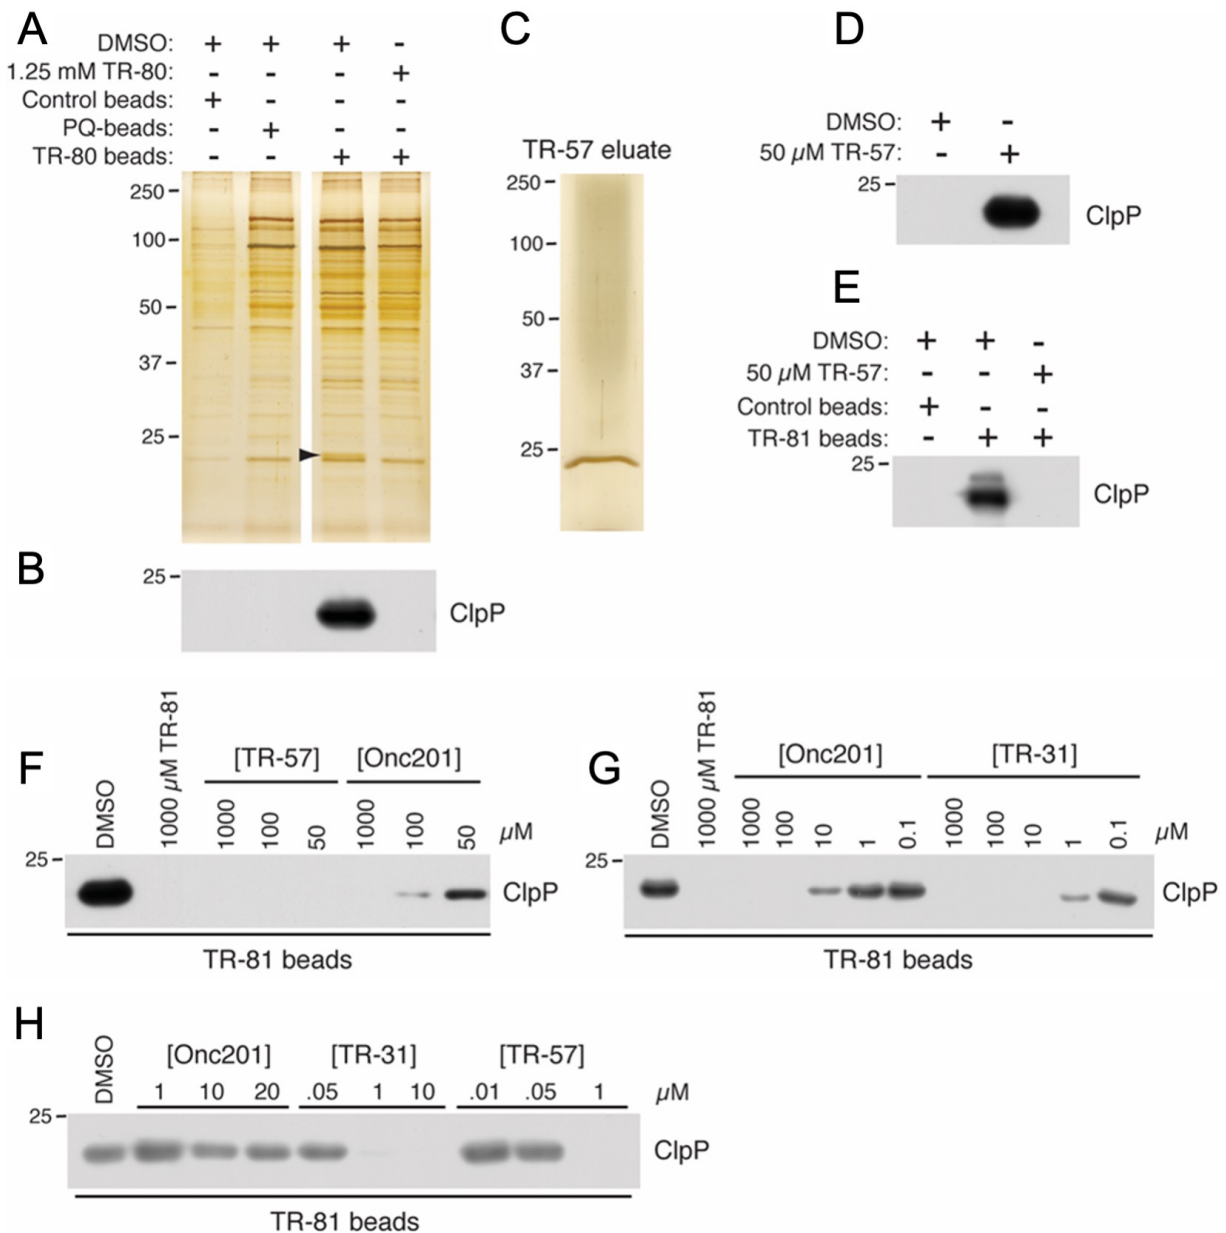 A
DMSO: + + + -
1.25 mM TR-80: - - - +
Control beads: + - - -
PQ-beads: - + - -
TR-80 beads: - - + +
250
100
50
37
25
B
25
ClpP
C
TR-57 eluate
250
100
50
37
25
D
DMSO: + -
50 µM TR-57: - +
25
ClpP
E
DMSO: + + -
50 µM TR-57: - - +
Control beads: + - -
TR-81 beads: - + +
25
ClpP
F
[TR-57] [Onc201]
DMSO 1000 µM TR-81 1000 100 50 1000 100 50 µM
25
ClpP
TR-81 beads
G
[Onc201] [TR-31]
DMSO 1000 µM TR-81 1000 100 10 1 0.1 1000 100 10 1 0.1 µM
25
ClpP
TR-81 beads
H
[Onc201] [TR-31] [TR-57]
DMSO 1 10 20 .05 1 10 .01 .05 1 µM
25
ClpP
TR-81 beads